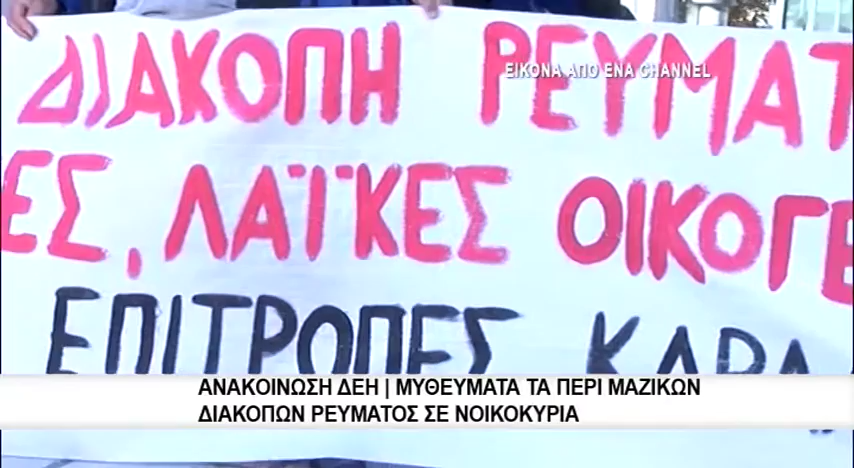 ΔΙΑΚΟΠΗ ΡΕΥΜΑΤ
ΕΙΚΟΝΑ ΑΠΟ ΕΝΑ CHANNEL
ΕΣ, ΛΑΪΚΕΣ ΟΙΚΟΓΕ
ΕΠΙΤΡΟΠΕΣ ΚΑΡΑ
ΑΝΑΚΟΙΝΩΣΗ ΔΕΗ | ΜΥΘΕΥΜΑΤΑ ΤΑ ΠΕΡΙ ΜΑΖΙΚΩΝ
ΔΙΑΚΟΠΩΝ ΡΕΥΜΑΤΟΣ ΣΕ ΝΟΙΚΟΚΥΡΙΑ